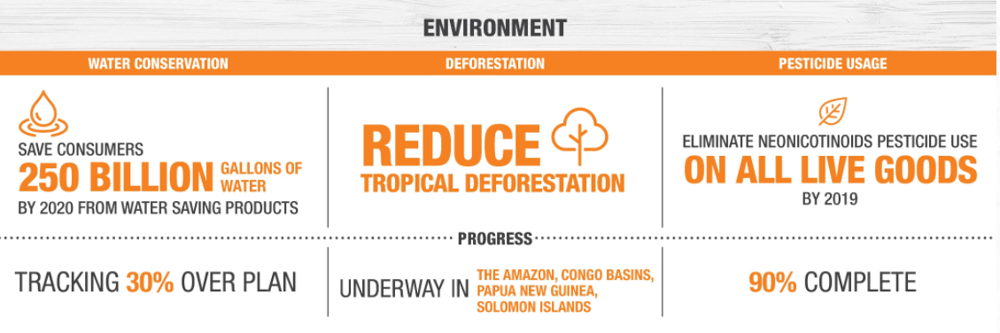 ENVIRONMENT
WATER CONSERVATION
DEFORESTATION
PESTICIDE USAGE
SAVE CONSUMERS
250 BILLION GALLONS OF WATER
BY 2020 FROM WATER SAVING PRODUCTS
REDUCE
TROPICAL DEFORESTATION
ELIMINATE NEONICOTINOIDS PESTICIDE USE
ON ALL LIVE GOODS
BY 2019
PROGRESS
TRACKING 30% OVER PLAN
UNDERWAY IN THE AMAZON, CONGO BASINS,
PAPUA NEW GUINEA,
SOLOMON ISLANDS
90% COMPLETE